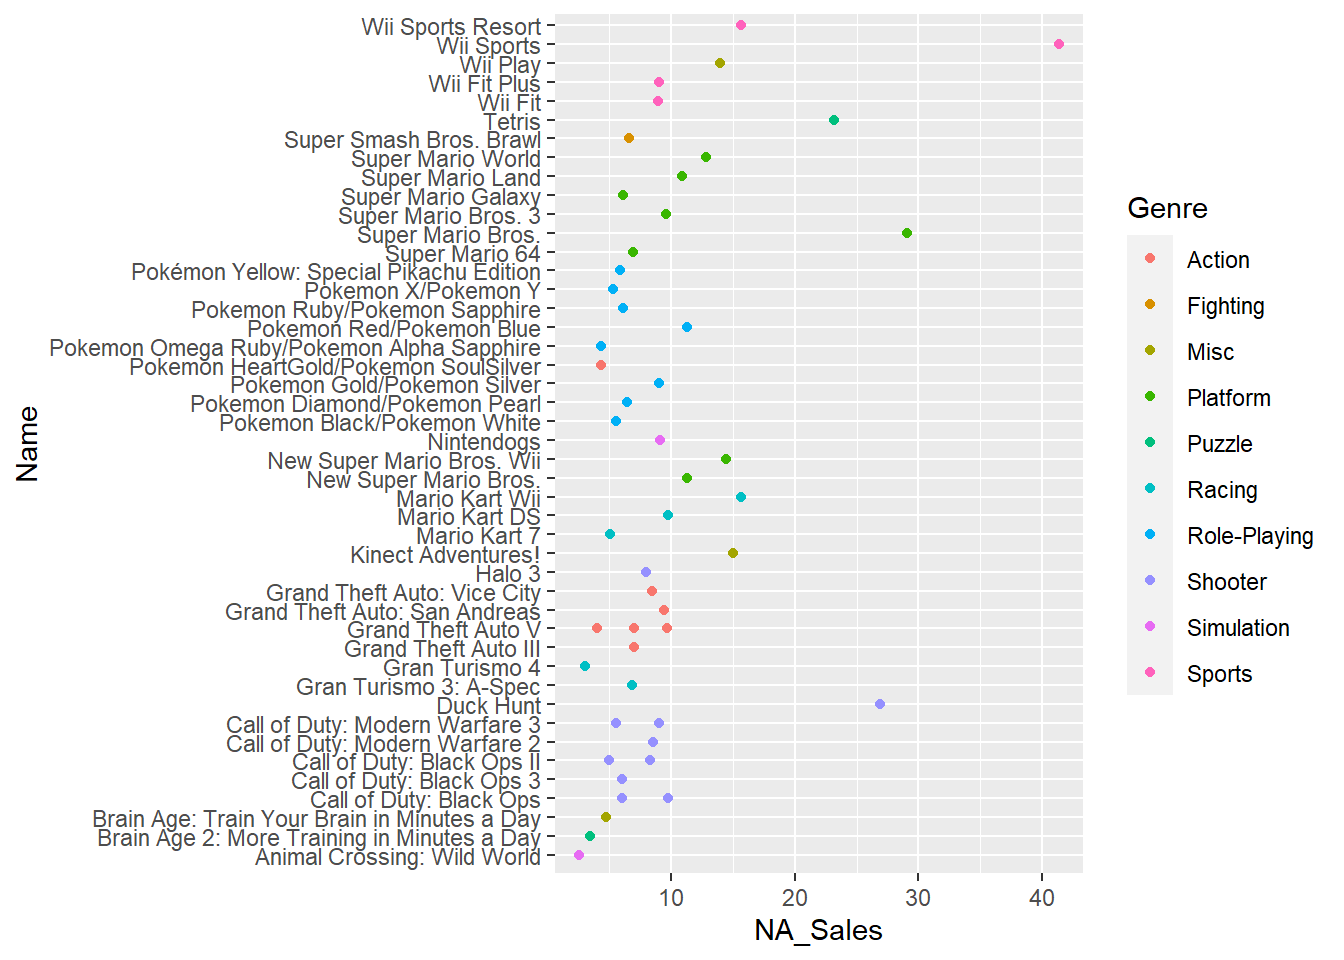 Wii Sports Resort
Wii Sports
Wii Play
Wii Fit Plus
Wii Fit
Tetris
Super Smash Bros. Brawl
Super Mario World
Super Mario Land
Super Mario Galaxy
Super Mario Bros. 3
Super Mario Bros.
Super Mario 64
Pokémon Yellow: Special Pikachu Edition
Pokemon X/Pokemon Y
Pokemon Ruby/Pokemon Sapphire
Pokemon Red/Pokemon Blue
Pokemon Omega Ruby/Pokemon Alpha Sapphire
Pokemon HeartGold/Pokemon SoulSilver
Pokemon Gold/Pokemon Silver
Pokemon Diamond/Pokemon Pearl
Pokemon Black/Pokemon White
Nintendogs
New Super Mario Bros. Wii
New Super Mario Bros.
Mario Kart Wii
Mario Kart DS
Mario Kart 7
Kinect Adventures!
Halo 3
Grand Theft Auto: Vice City
Grand Theft Auto: San Andreas
Grand Theft Auto V
Grand Theft Auto III
Gran Turismo 4
Gran Turismo 3: A-Spec
Duck Hunt
Call of Duty: Modern Warfare 3
Call of Duty: Modern Warfare 2
Call of Duty: Black Ops II
Call of Duty: Black Ops 3
Call of Duty: Black Ops
Brain Age: Train Your Brain in Minutes a Day
Brain Age 2: More Training in Minutes a Day
Animal Crossing: Wild World
Name
10 20 30 40
NA_Sales
Genre
Action
Fighting
Misc
Platform
Puzzle
Racing
Role-Playing
Shooter
Simulation
Sports